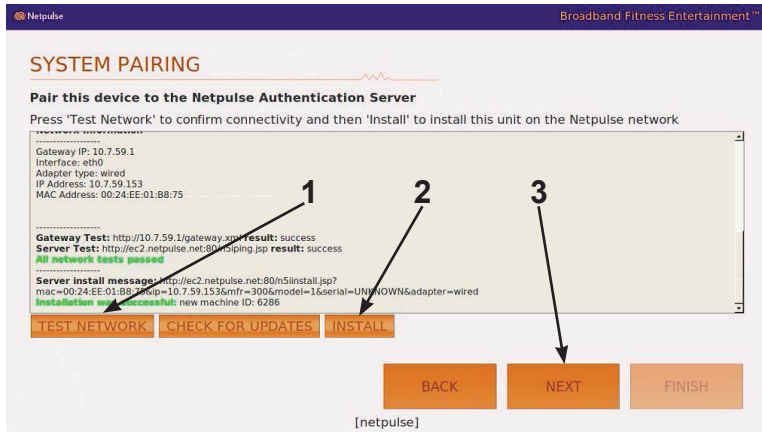 Netpulse
Broadband Fitness Entertainment™
SYSTEM PAIRING
Pair this device to the Netpulse Authentication Server
Press 'Test Network' to confirm connectivity and then 'Install' to install this unit on the Netpulse network
Network Information
-------------------
Gateway IP: 10.7.59.1
Interface: eth0
Adapter type: wired
IP Address: 10.7.59.153
MAC Address: 00:24:EE:01:B8:75
1 2 3
-------------------
Gateway Test: http://10.7.59.1/gateway.xml result: success
Server Test: http://ec2.netpulse.net:80/n5iping.jsp result: success
All network tests passed
-------------------
Server install message: http://ec2.netpulse.net:80/n5iinstall.jsp?
mac=00:24:EE:01:B8:75&ip=10.7.59.153&mfr=300&model=1&serial=UNKNOWN&adapter=wired
Installation was successful: new machine ID: 6286
TEST NETWORK CHECK FOR UPDATES INSTALL
BACK NEXT FINISH
[netpulse]